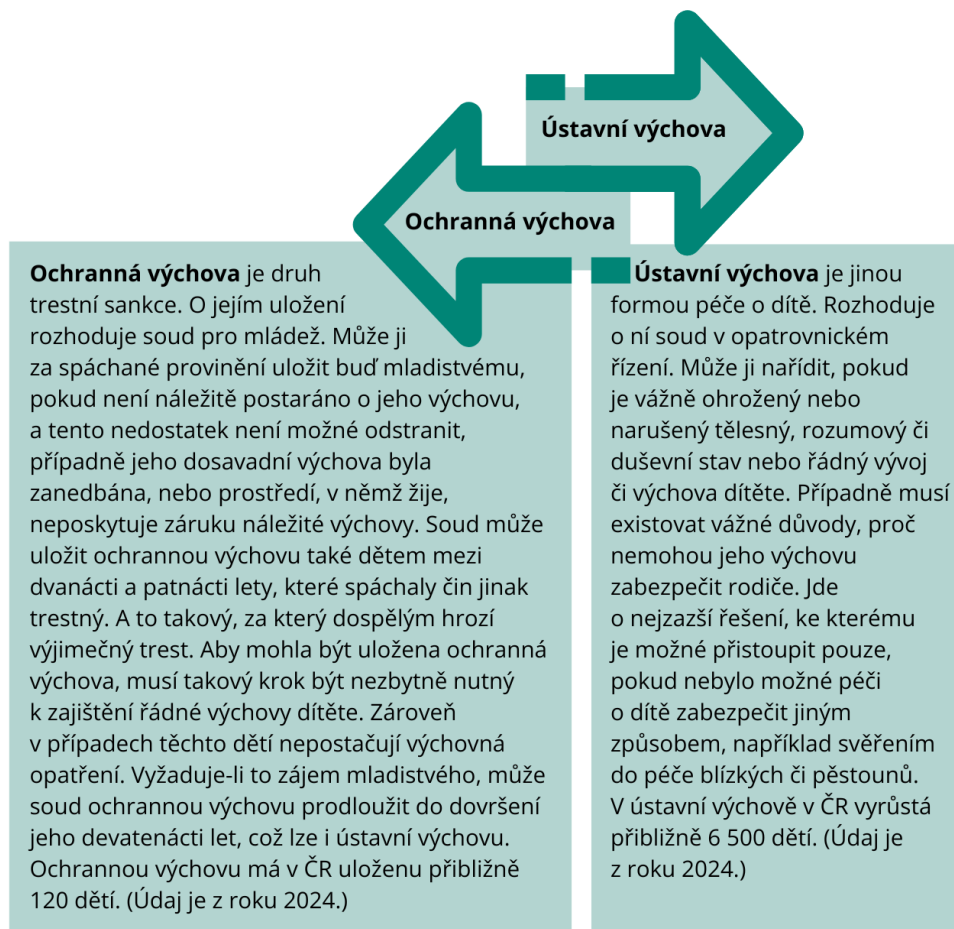 Ústavní výchova
Ochranná výchova
Ochranná výchova je druh
trestní sankce. O jejím uložení
rozhoduje soud pro mládež. Může ji
za spáchané provinění uložit buď mladistvému,
pokud není náležitě postaráno o jeho výchovu,
a tento nedostatek není možné odstranit,
případně jeho dosavadní výchova byla
zanedbána, nebo prostředí, v němž žije,
neposkytuje záruku náležité výchovy. Soud může
uložit ochrannou výchovu také dětem mezi
dvanácti a patnácti lety, které spáchaly čin jinak
trestný. A to takový, za který dospělým hrozí
výjimečný trest. Aby mohla být uložena ochranná
výchova, musí takový krok být nezbytně nutný
k zajištění řádné výchovy dítěte. Zároveň
v případech těchto dětí nepostačují výchovná
opatření. Vyžaduje-li to zájem mladistvého, může
soud ochrannou výchovu prodloužit do dovršení
jeho devatenácti let, což lze i ústavní výchovu.
Ochrannou výchovu má v ČR uloženu přibližně
120 dětí. (Údaj je z roku 2024.)
Ústavní výchova je jinou
formou péče o dítě. Rozhoduje
o ní soud v opatrovnickém
řízení. Může ji nařídit, pokud
je vážně ohrožený nebo
narušený tělesný, rozumový či
duševní stav nebo řádný vývoj
či výchova dítěte. Případně musí
existovat vážné důvody, proč
nemohou jeho výchovu
zabezpečit rodiče. Jde
o nejzazší řešení, ke kterému
je možné přistoupit pouze,
pokud nebylo možné péči
o dítě zabezpečit jiným
způsobem, například svěřením
do péče blízkých či pěstounů.
V ústavní výchově v ČR vyrůstá
přibližně 6 500 dětí. (Údaj je
z roku 2024.)